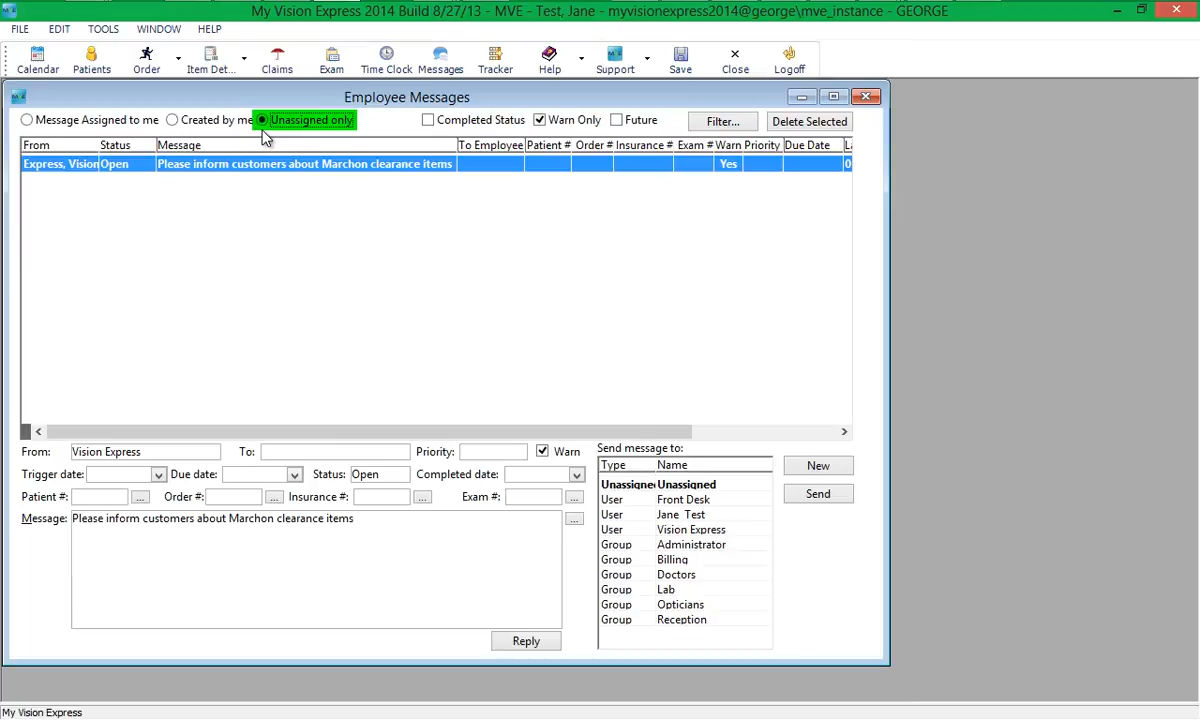 My Vision Express 2014 Build 8/27/13 - MVE - Test, Jane - myvisionexpress2014@george\mve_instance - GEORGE
FILE EDIT TOOLS WINDOW HELP
Calendar Patients Order Item Det... Claims Exam Time Clock Messages Tracker Help Support Save Close Logoff
Employee Messages
Message Assigned to me Created by me Unassigned only Completed Status Warn Only Future Filter... Delete Selected
From Status Message To Employee Patient # Order # Insurance # Exam # Warn Priority Due Date La
Express, Vision Open Please inform customers about Marchon clearance items Yes 0
From: Vision Express To: Priority: Warn
Trigger date: Due date: Status: Open Completed date:
Patient #: ... Order #: ... Insurance #: ... Exam #: ...
Message: Please inform customers about Marchon clearance items ...
Reply
Send message to:
Type Name
Unassigned Unassigned
User Front Desk
User Jane Test
User Vision Express
Group Administrator
Group Billing
Group Doctors
Group Lab
Group Opticians
Group Reception
New
Send
My Vision Express